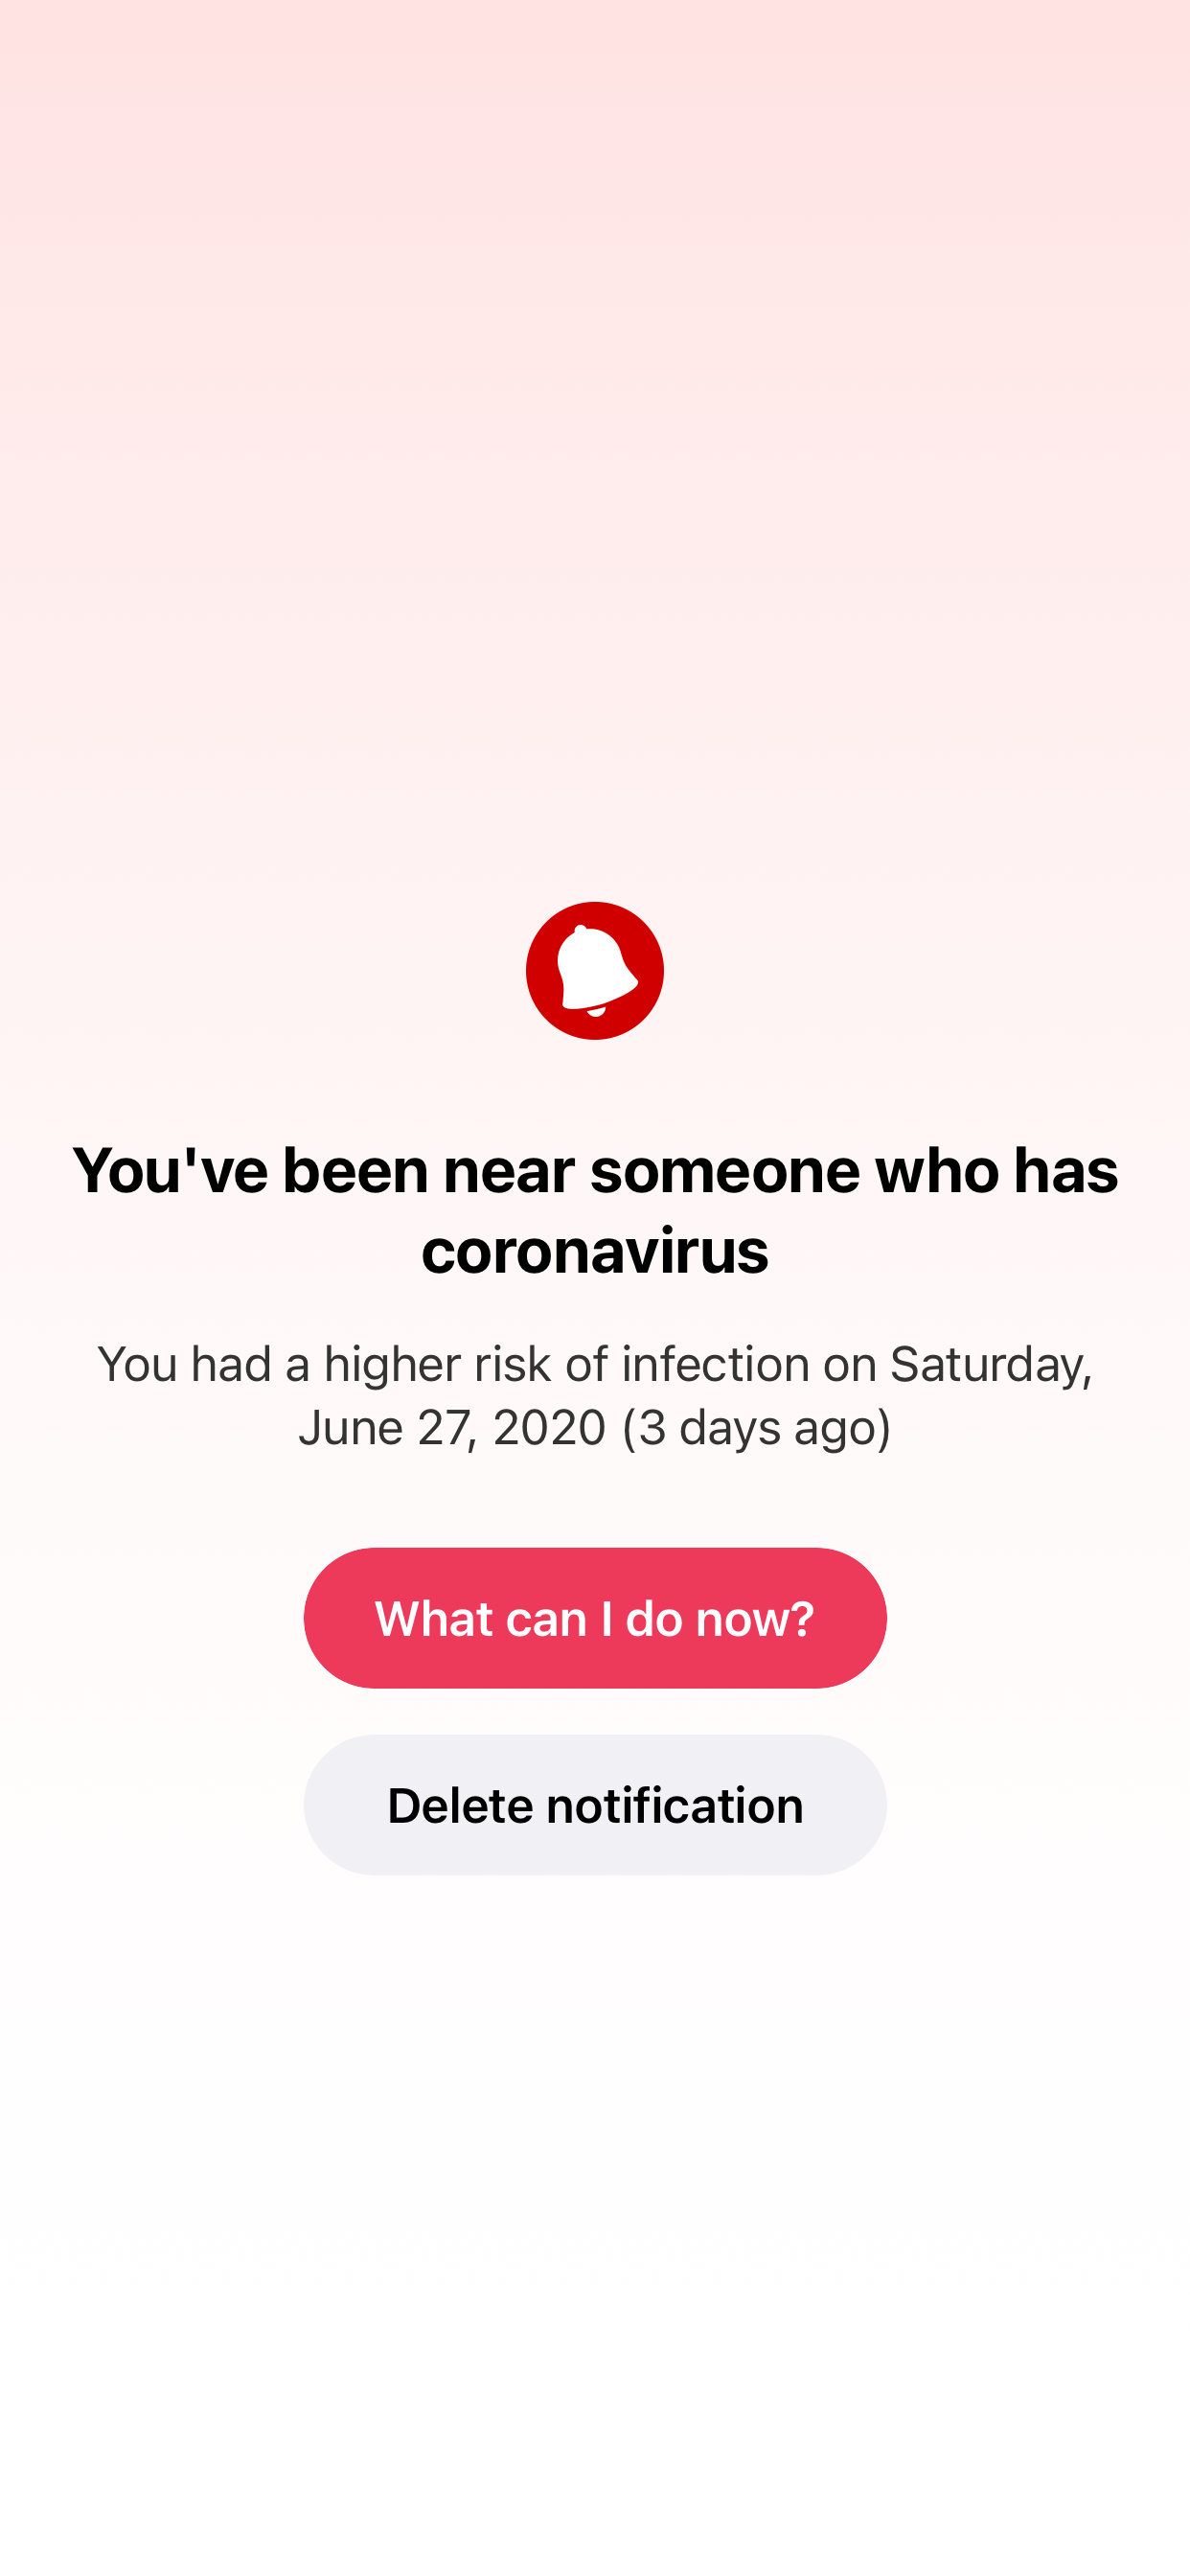 You've been near someone who has
coronavirus
You had a higher risk of infection on Saturday,
June 27, 2020 (3 days ago)
What can I do now?
Delete notification